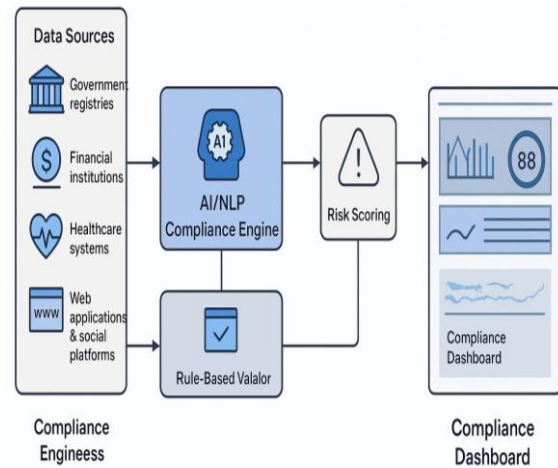 Data Sources
Government
registries
$
Financial
institutions
Healthcare
systems
www
Web
applications
& social
platforms
Compliance
Engineess
A1
AI/NLP
Compliance Engine
Rule-Based Valalor
!
Risk Scoring
88
Compliance
Dashboard
Compliance
Dashboard